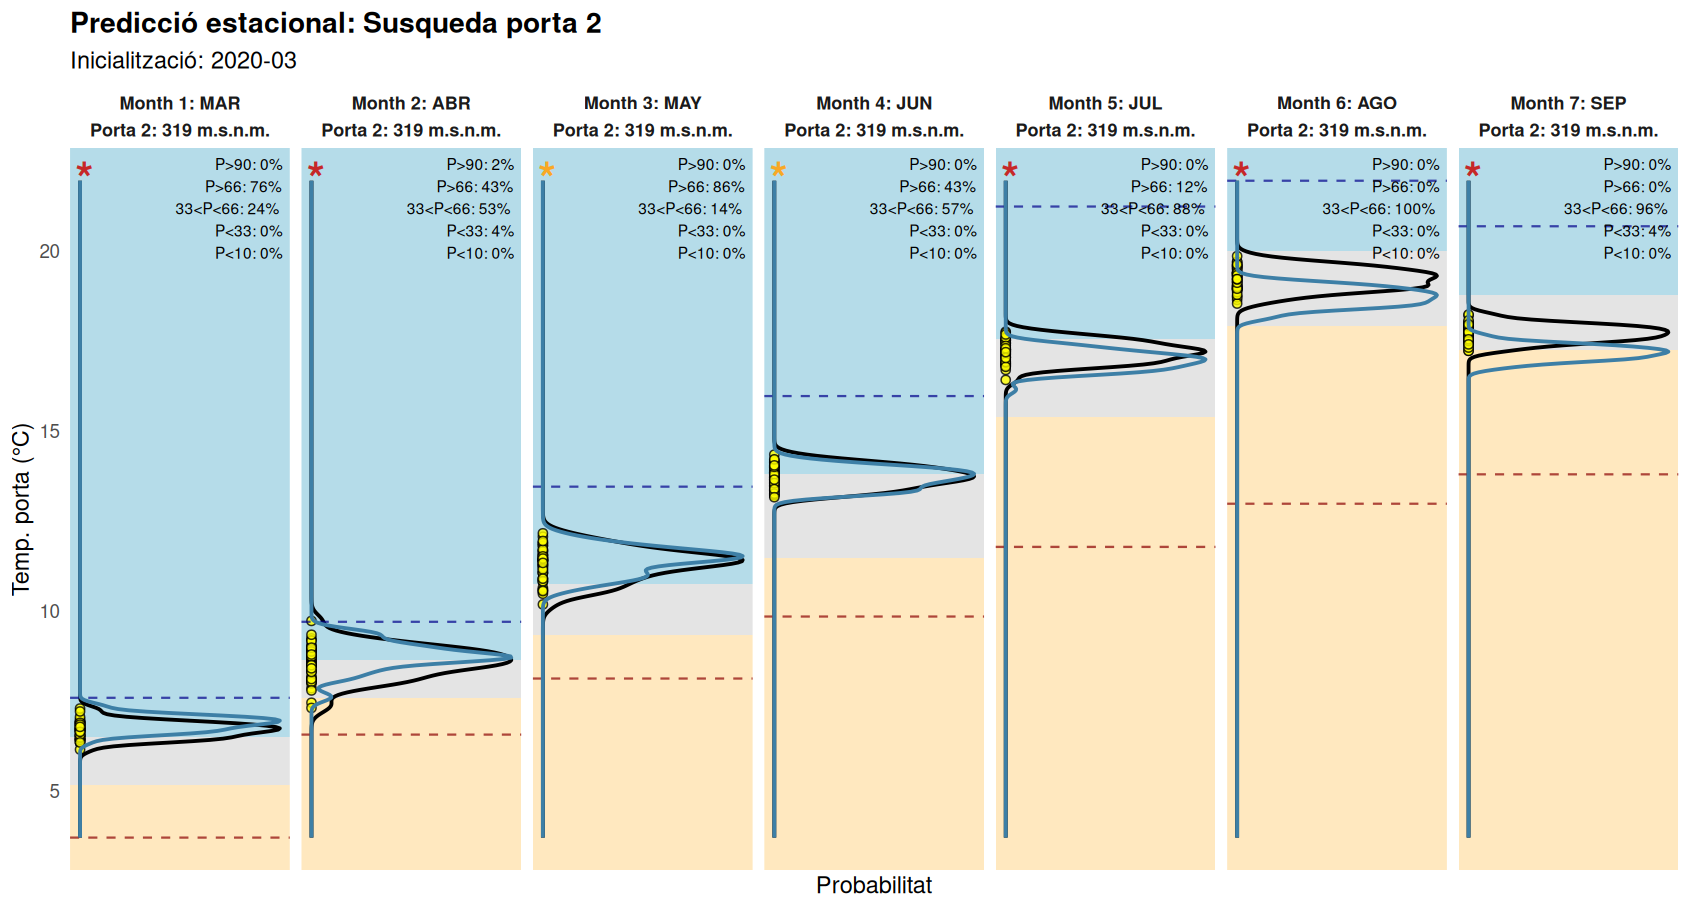 Predicció estacional: Susqueda porta 2
Inicialització: 2020-03
Month 1: MAR
Porta 2: 319 m.s.n.m.
Month 2: ABR
Porta 2: 319 m.s.n.m.
Month 3: MAY
Porta 2: 319 m.s.n.m.
Month 4: JUN
Porta 2: 319 m.s.n.m.
Month 5: JUL
Porta 2: 319 m.s.n.m.
Month 6: AGO
Porta 2: 319 m.s.n.m.
Month 7: SEP
Porta 2: 319 m.s.n.m.
*
P>90: 0%
P>66: 76%
33<P<66: 24%
P<33: 0%
P<10: 0%
*
P>90: 2%
P>66: 43%
33<P<66: 53%
P<33: 4%
P<10: 0%
*
P>90: 0%
P>66: 86%
33<P<66: 14%
P<33: 0%
P<10: 0%
*
P>90: 0%
P>66: 43%
33<P<66: 57%
P<33: 0%
P<10: 0%
*
P>90: 0%
P>66: 12%
33<P<66: 88%
P<33: 0%
P<10: 0%
*
P>90: 0%
P>66: 0%
33<P<66: 100%
P<33: 0%
P<10: 0%
*
P>90: 0%
P>66: 0%
33<P<66: 96%
P<33: 4%
P<10: 0%
20
15
10
5
Temp. porta (°C)
Probabilitat